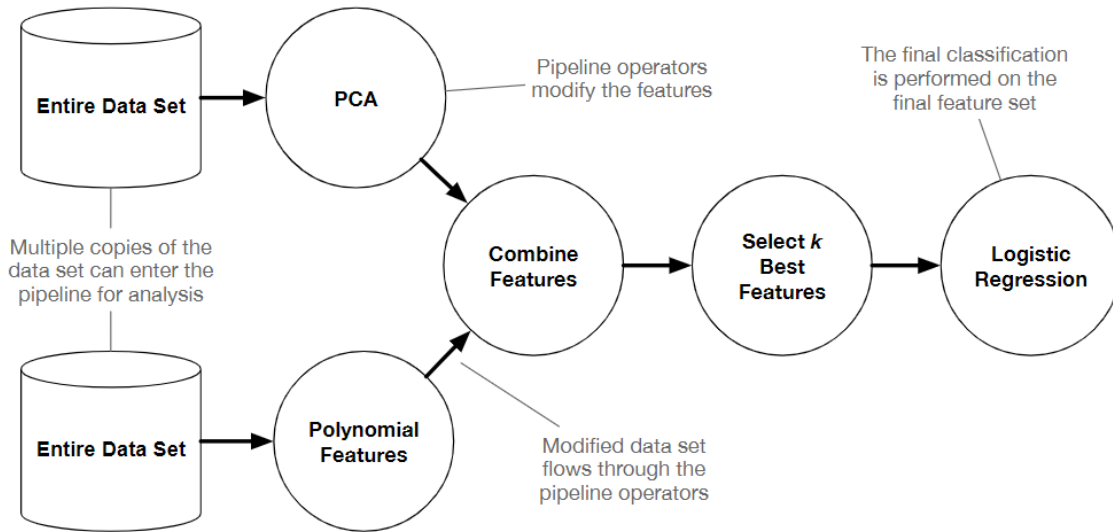 Entire Data Set
PCA
Pipeline operators
modify the features
The final classification
is performed on the
final feature set
Multiple copies of the
data set can enter the
pipeline for analysis
Combine
Features
Select k
Best
Features
Logistic
Regression
Entire Data Set
Polynomial
Features
Modified data set
flows through the
pipeline operators